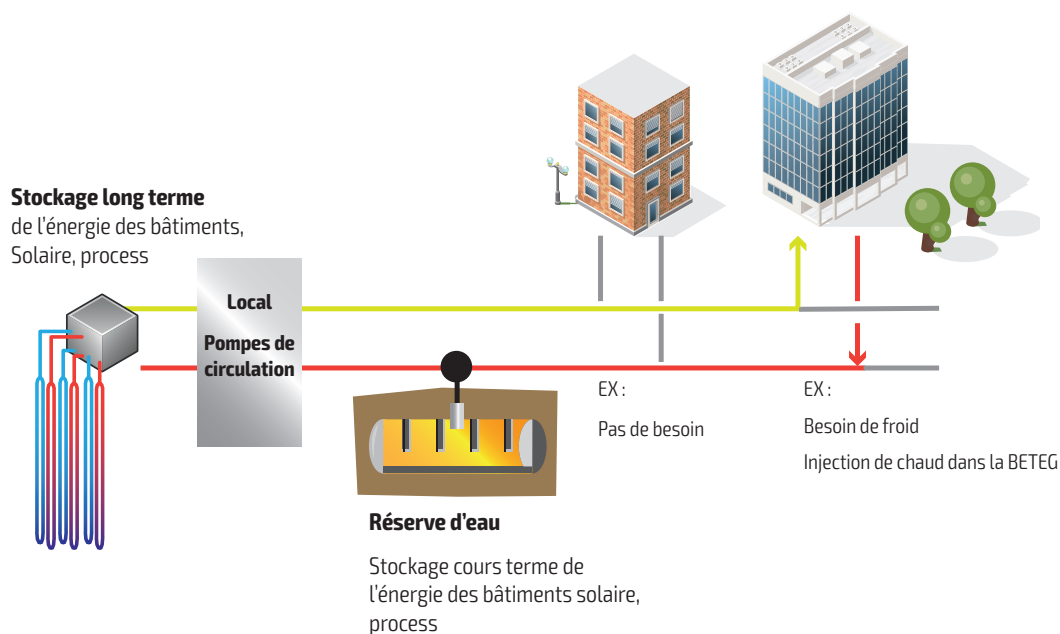 Stockage long terme
de l'énergie des bâtiments,
Solaire, process
Local
Pompes de
circulation
EX :
Pas de besoin
EX :
Besoin de froid
Injection de chaud dans la BETEG
Réserve d'eau
Stockage cours terme de
l'énergie des bâtiments solaire,
process